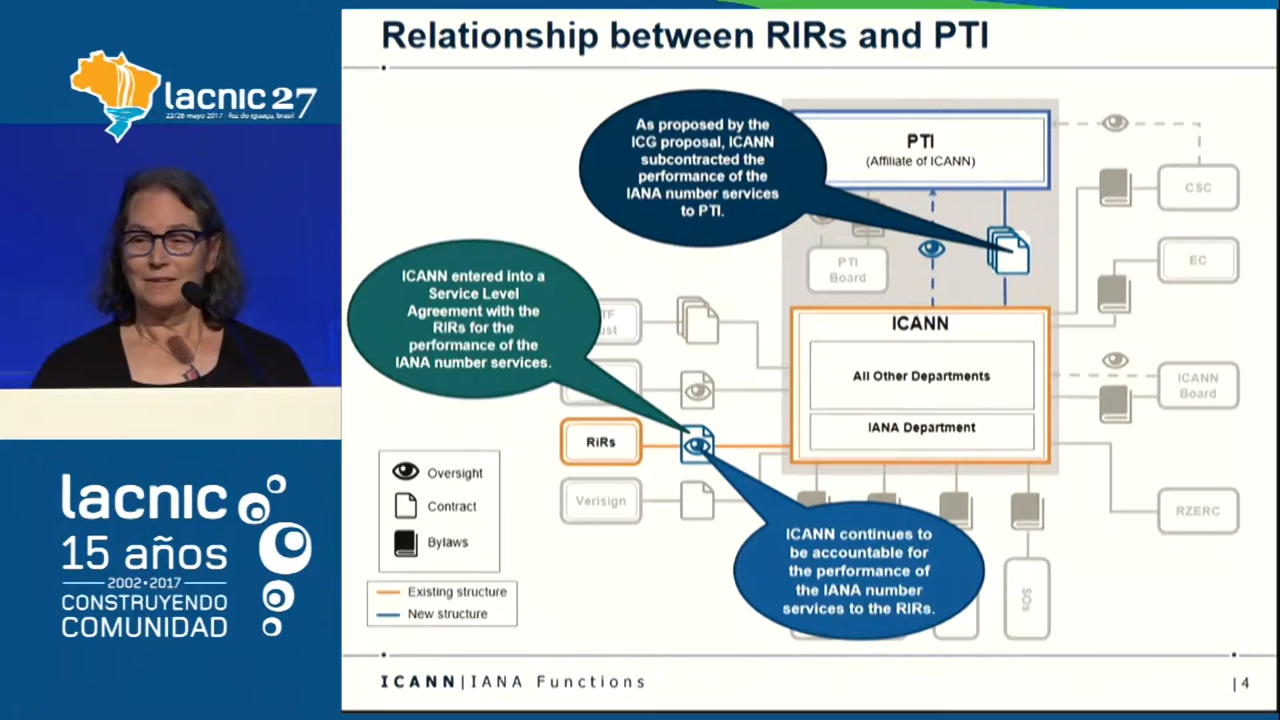 Relationship between RIRs and PTI
lacnic 27
22/26 mayo 2017 - foz do iguaçu, brasil
As proposed by the
ICG proposal, ICANN
subcontracted the
performance of the
IANA number services
to PTI.
PTI
(Affiliate of ICANN)
CSC
PTI
Board
EC
ICANN entered into a
Service Level
Agreement with the
RIRs for the
performance of the
IANA number services.
ICANN
All Other Departments
IANA Department
ICANN
Board
RIRs
Verisign
RZERC
SOs
Oversight
Contract
Bylaws
Existing structure
New structure
ICANN continues to
be accountable for
the performance of
the IANA number
services to the RIRs.
lacnic
15 años
2002•2017
CONSTRUYENDO
COMUNIDAD
ICANN|IANA Functions
|4